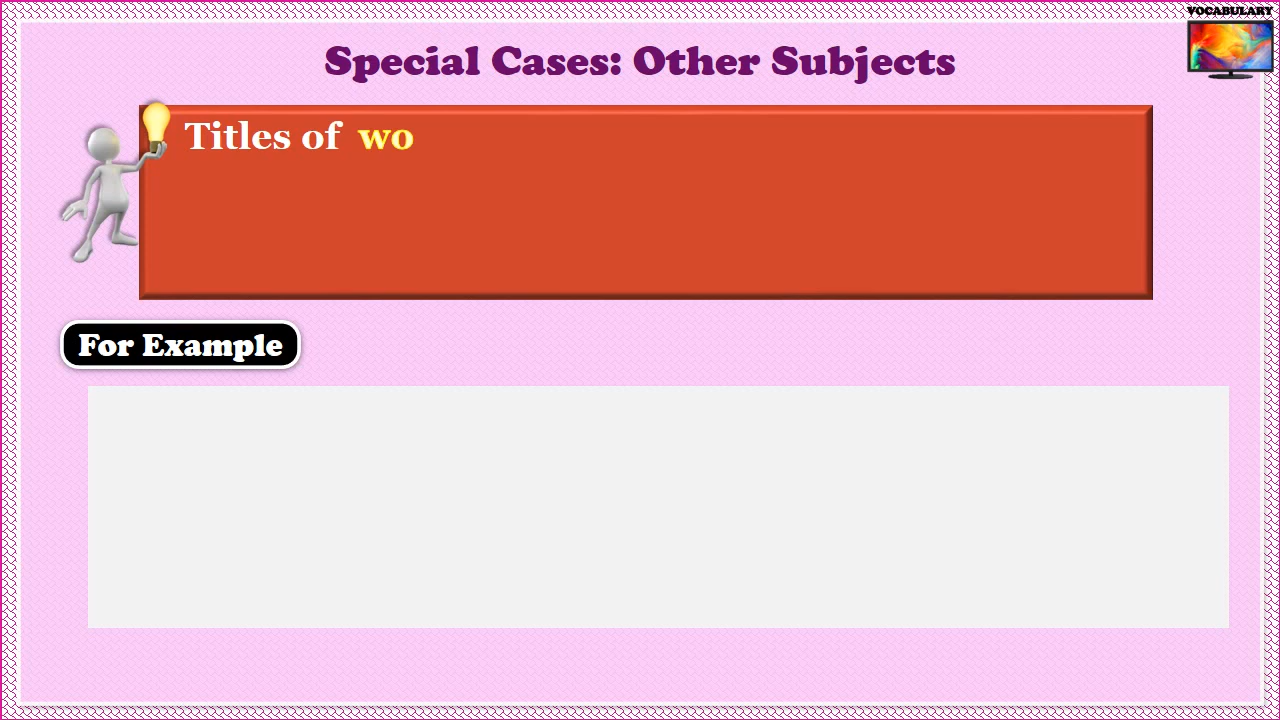 VOCABULARY
Special Cases: Other Subjects
Titles of wo
For Example